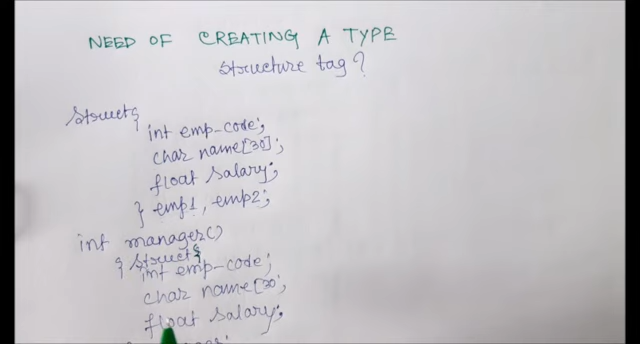 NEED OF CREATING A TYPE
structure tag?
struct{
int emp-code;
char name[30];
float salary;
} emp1, emp2;
int manager()
{ struct{
int emp-code;
char name[30;
float salary;